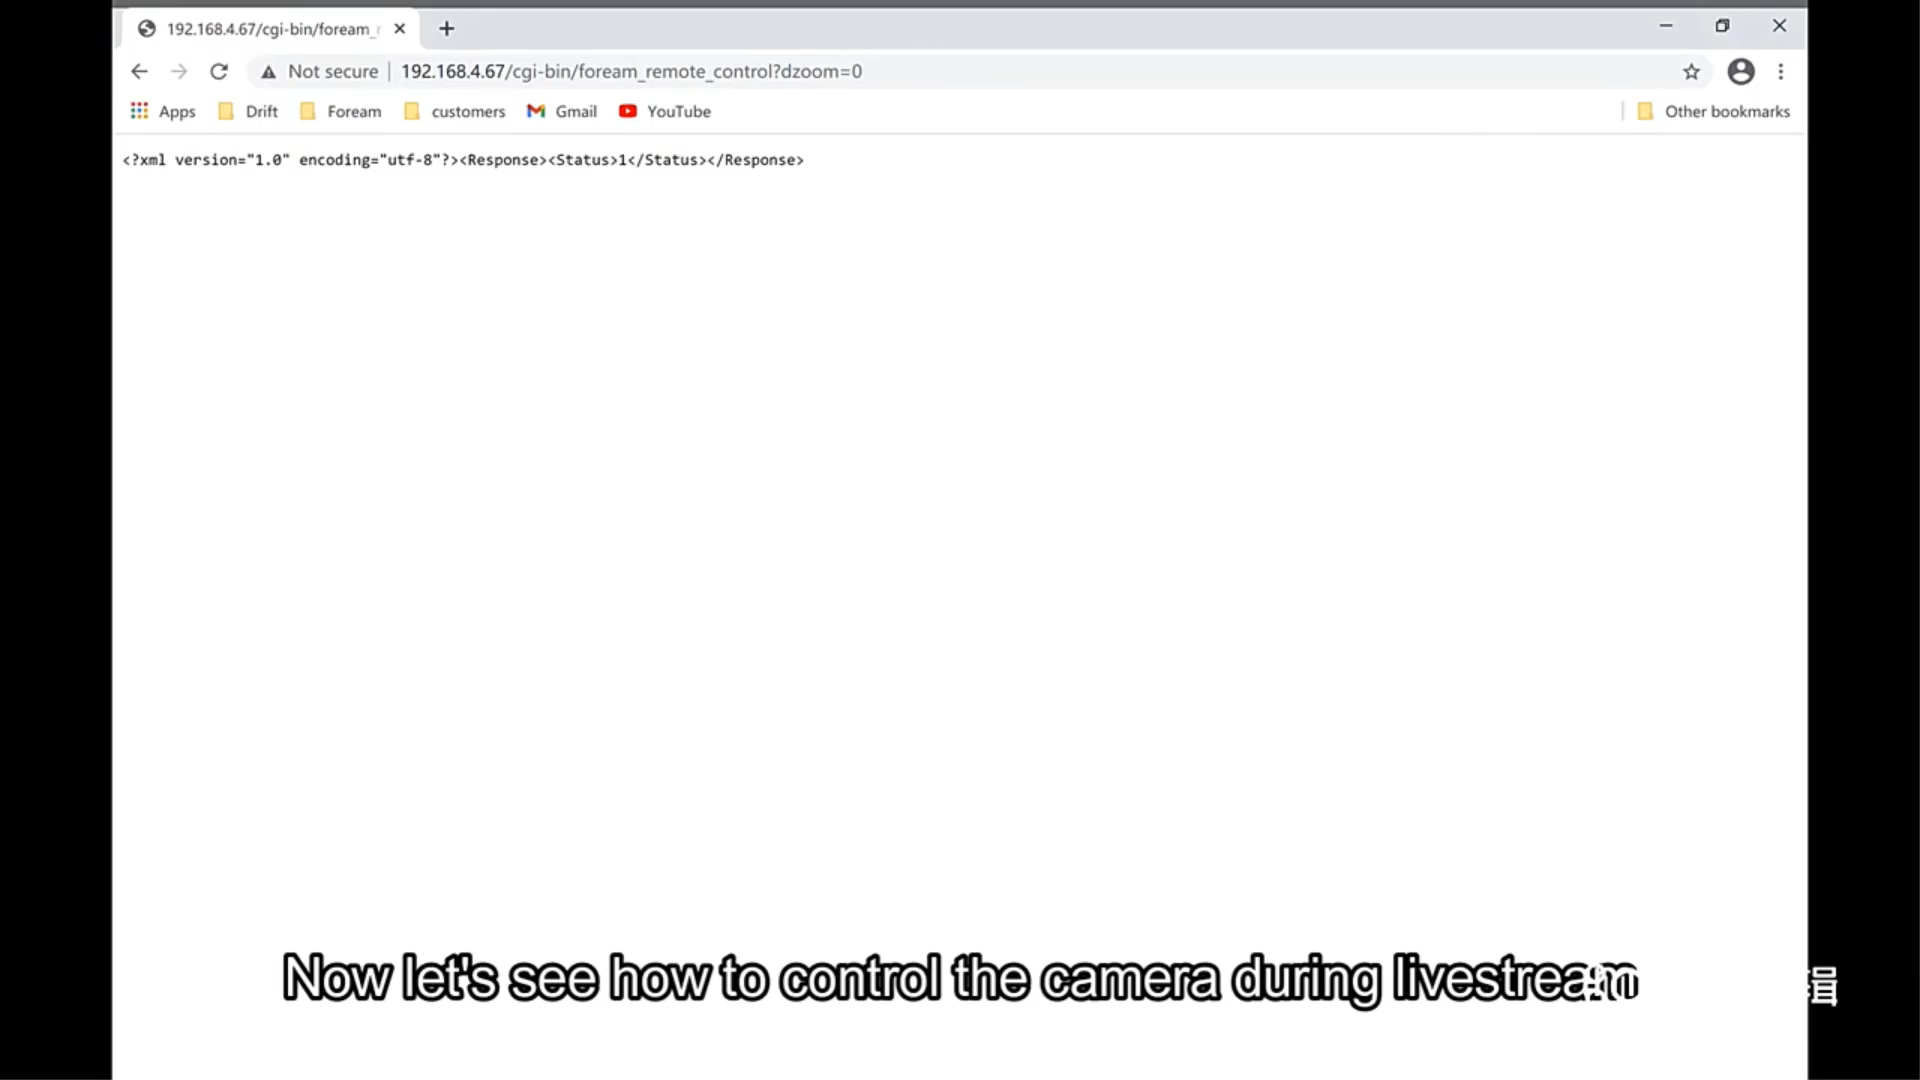 192.168.4.67/cgi-bin/foream_r
Not secure 192.168.4.67/cgi-bin/foream_remote_control?dzoom=0
Apps Drift Foream customers Gmail YouTube Other bookmarks
<?xml version="1.0" encoding="utf-8"?><Response><Status>1</Status></Response>
Now let's see how to control the camera during livestream
辑